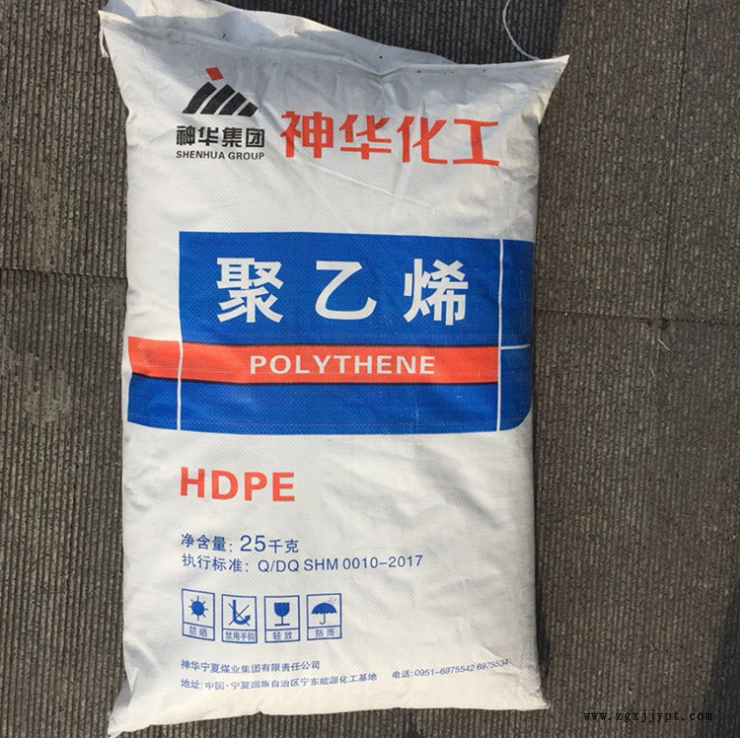 神华集团
SHENHUA GROUP
神华化工
聚乙烯
POLYTHENE
HDPE
净含量: 25千克
执行标准: Q/DQ SHM 0010-2017
防晒 禁用手钩 轻放 防雨
神华宁夏煤业集团有限责任公司
地址: 中国·宁夏回族自治区宁东能源化工基地 电话: 0951-6975542 6975534
www.zgxjjypt.com